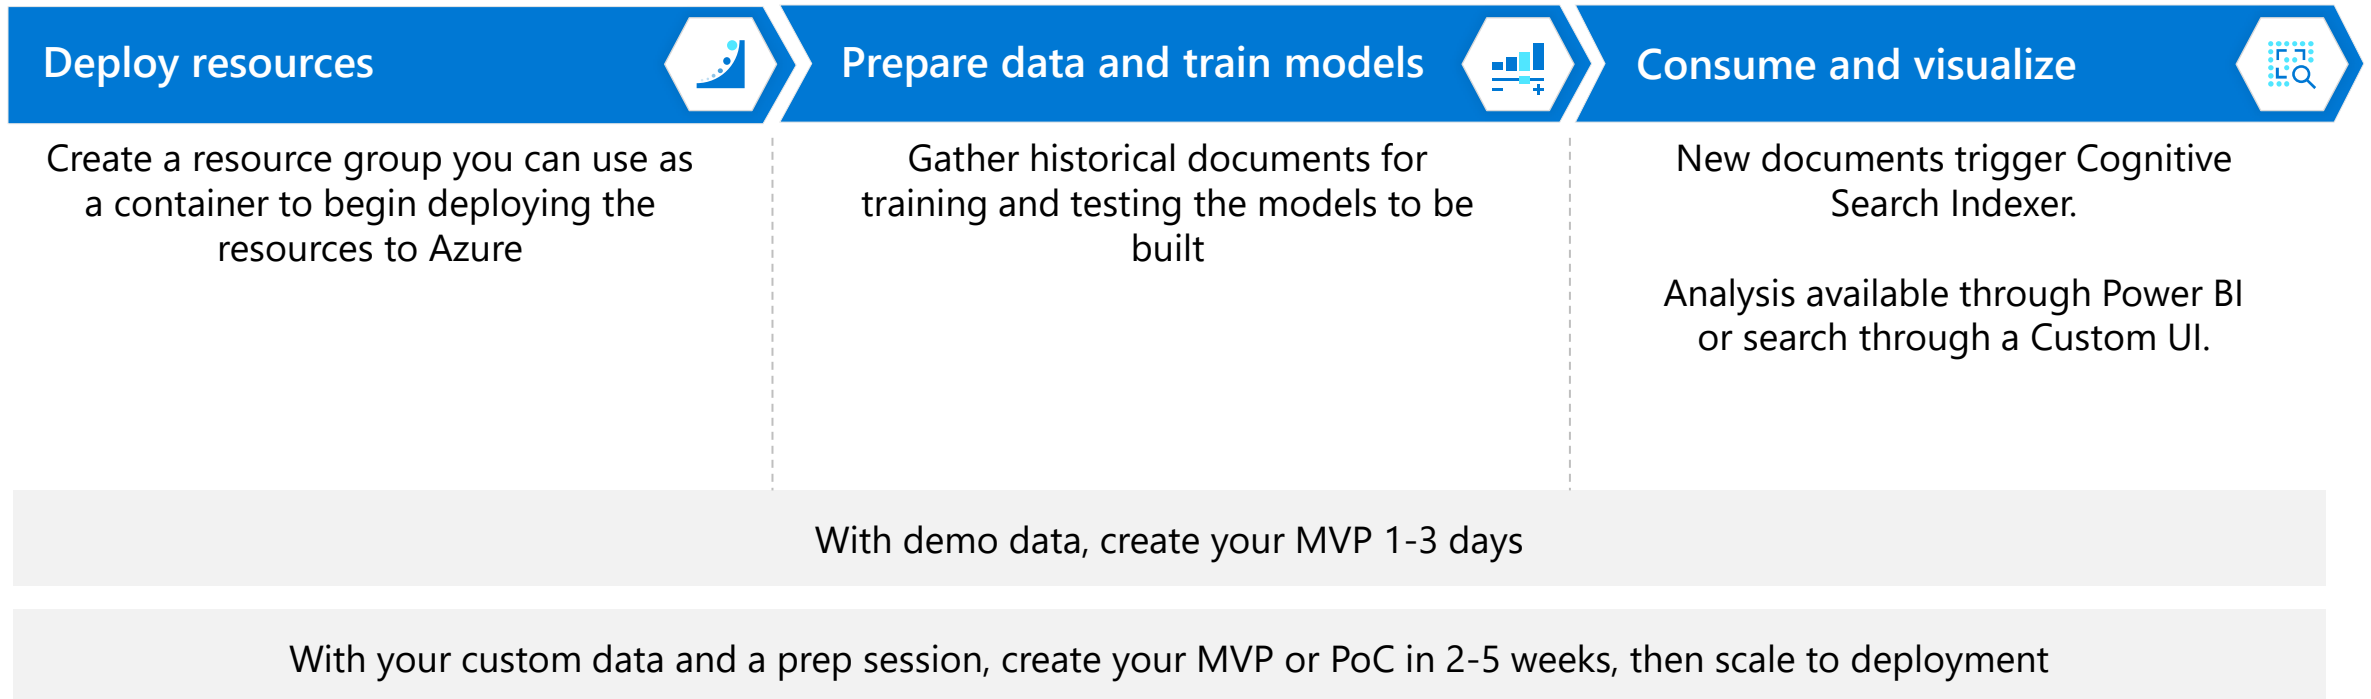 Deploy resources
Create a resource group you can use as
a container to begin deploying the
resources to Azure
Prepare data and train models
Gather historical documents for
training and testing the models to be
built
Consume and visualize
New documents trigger Cognitive
Search Indexer.
Analysis available through Power BI
or search through a Custom UI.
With demo data, create your MVP 1-3 days
With your custom data and a prep session, create your MVP or PoC in 2-5 weeks, then scale to deployment